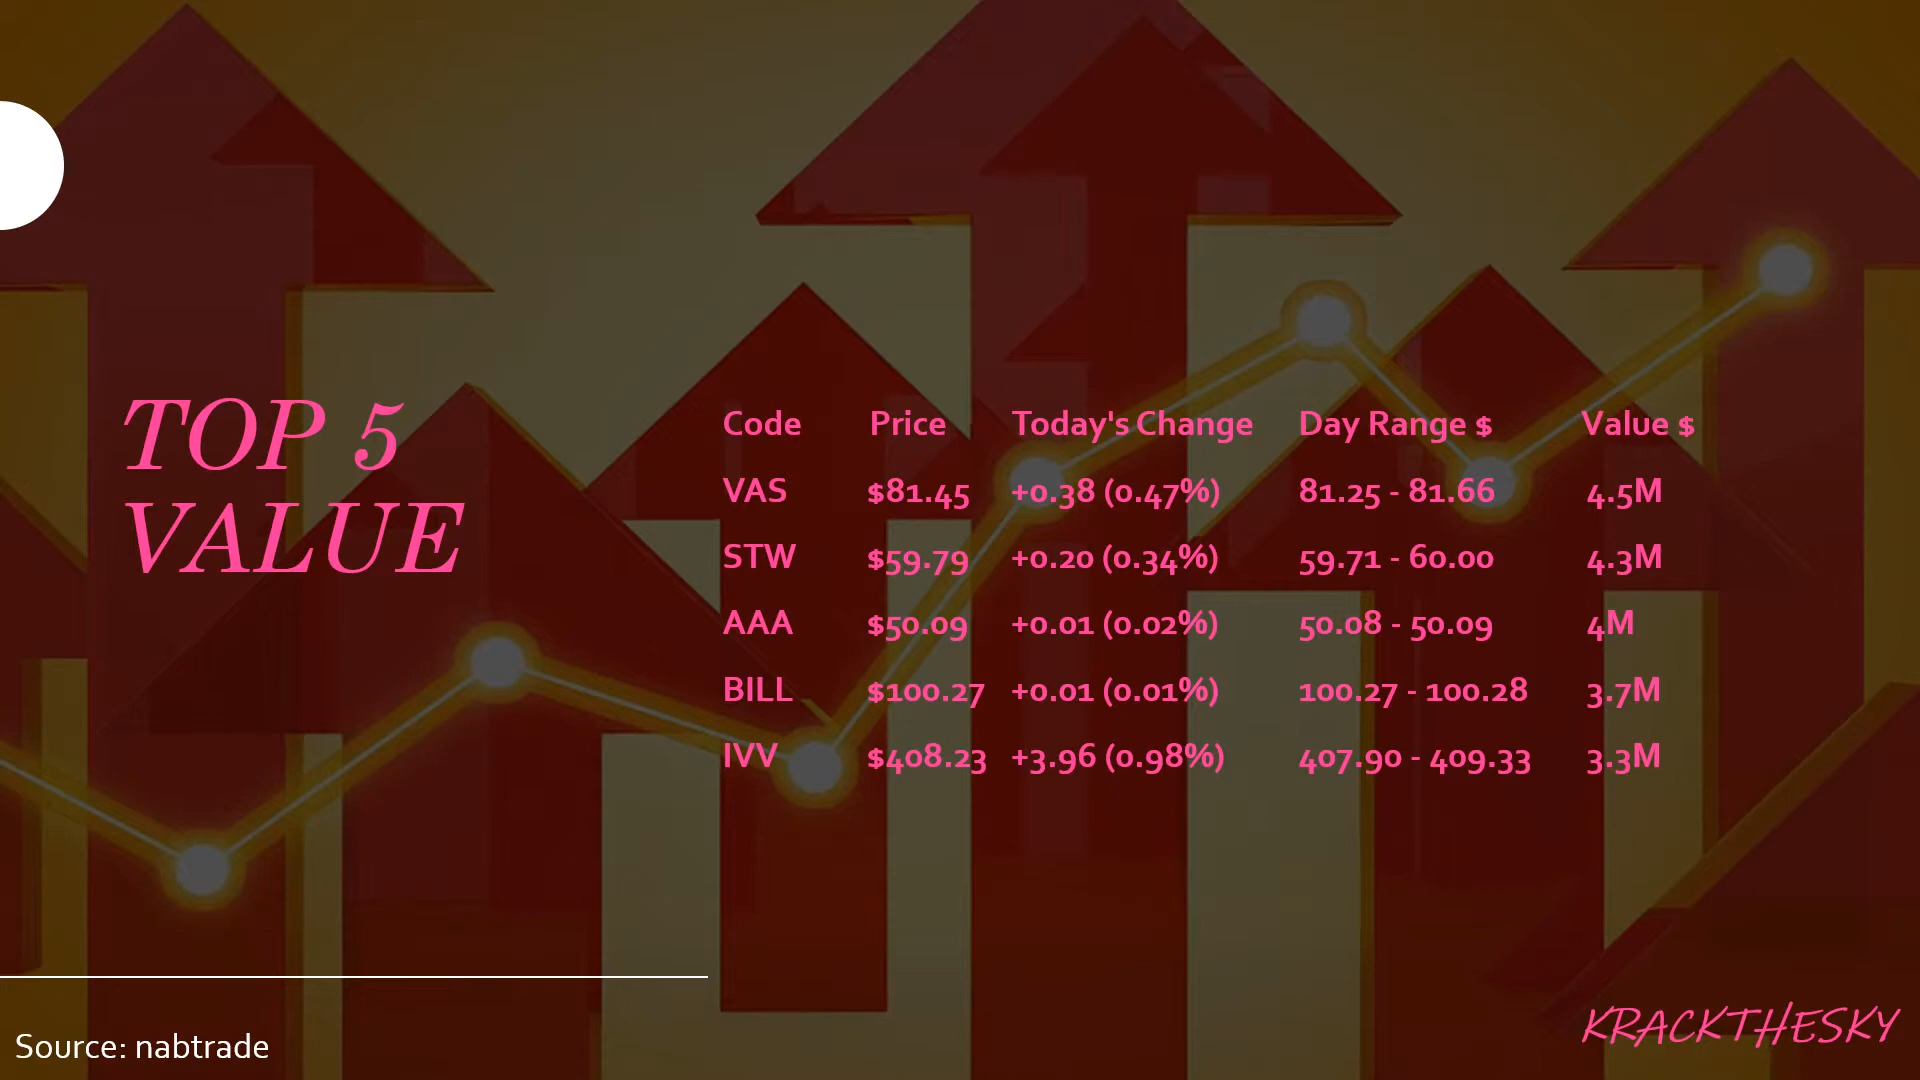 TOP 5
VALUE
Code Price Today's Change Day Range $ Value $
VAS $81.45 +0.38 (0.47%) 81.25 - 81.66 4.5M
STW $59.79 +0.20 (0.34%) 59.71 - 60.00 4.3M
AAA $50.09 +0.01 (0.02%) 50.08 - 50.09 4M
BILL $100.27 +0.01 (0.01%) 100.27 - 100.28 3.7M
IVV $408.23 +3.96 (0.98%) 407.90 - 409.33 3.3M
Source: nabtrade
KRACKTHESKY